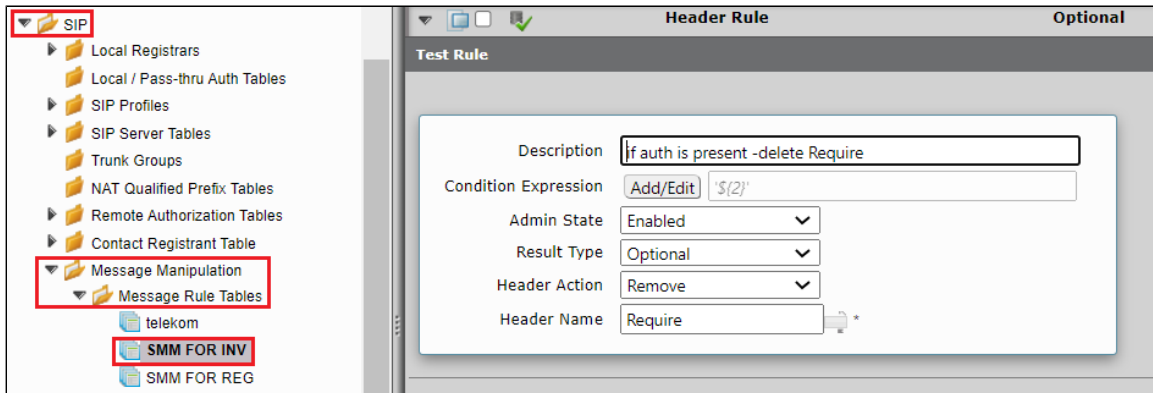 SIP
Local Registrars
Local / Pass-thru Auth Tables
SIP Profiles
SIP Server Tables
Trunk Groups
NAT Qualified Prefix Tables
Remote Authorization Tables
Contact Registrant Table
Message Manipulation
Message Rule Tables
telekom
SMM FOR INV
SMM FOR REG
Header Rule Optional
Test Rule
Description if auth is present -delete Require
Condition Expression Add/Edit '${2}'
Admin State Enabled
Result Type Optional
Header Action Remove
Header Name Require *